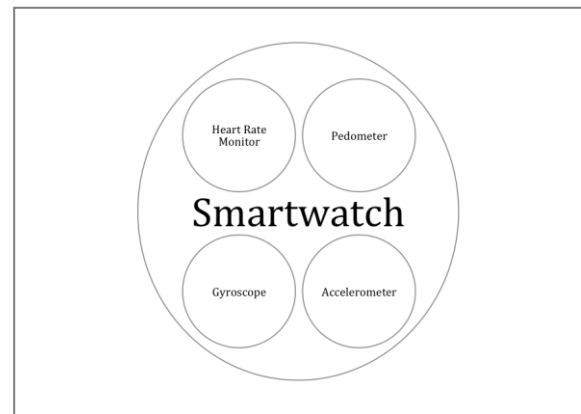 Heart Rate
Monitor
Pedometer
Smartwatch
Gyroscope
Accelerometer